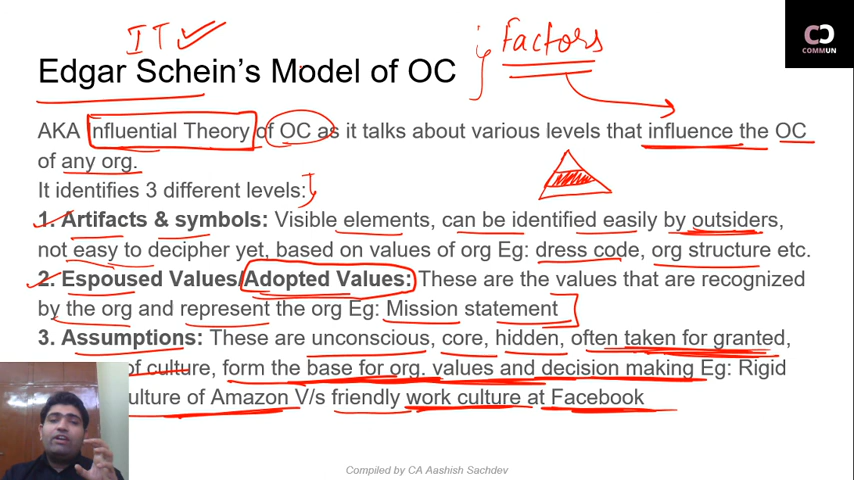 IT
Factors
CC
COMMUN
Edgar Schein's Model of OC
AKA Influential Theory of OC as it talks about various levels that influence the OC
of any org.
It identifies 3 different levels:
1. Artifacts & symbols: Visible elements, can be identified easily by outsiders,
not easy to decipher yet, based on values of org Eg: dress code, org structure etc.
2. Espoused Values/Adopted Values: These are the values that are recognized
by the org and represent the org Eg: Mission statement
3. Assumptions: These are unconscious, core, hidden, often taken for granted,
of culture, form the base for org. values and decision making Eg: Rigid
culture of Amazon V/s friendly work culture at Facebook
Compiled by CA Aashish Sachdev